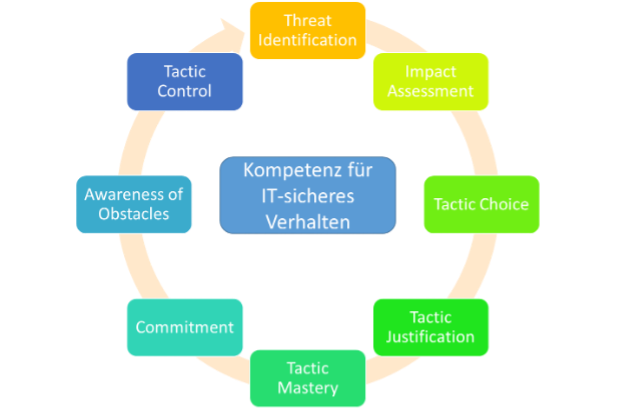 Threat
Identification
Impact
Assessment
Tactic Choice
Tactic
Justification
Tactic
Mastery
Commitment
Awareness of
Obstacles
Tactic
Control
Kompetenz für
IT-sicheres
Verhalten